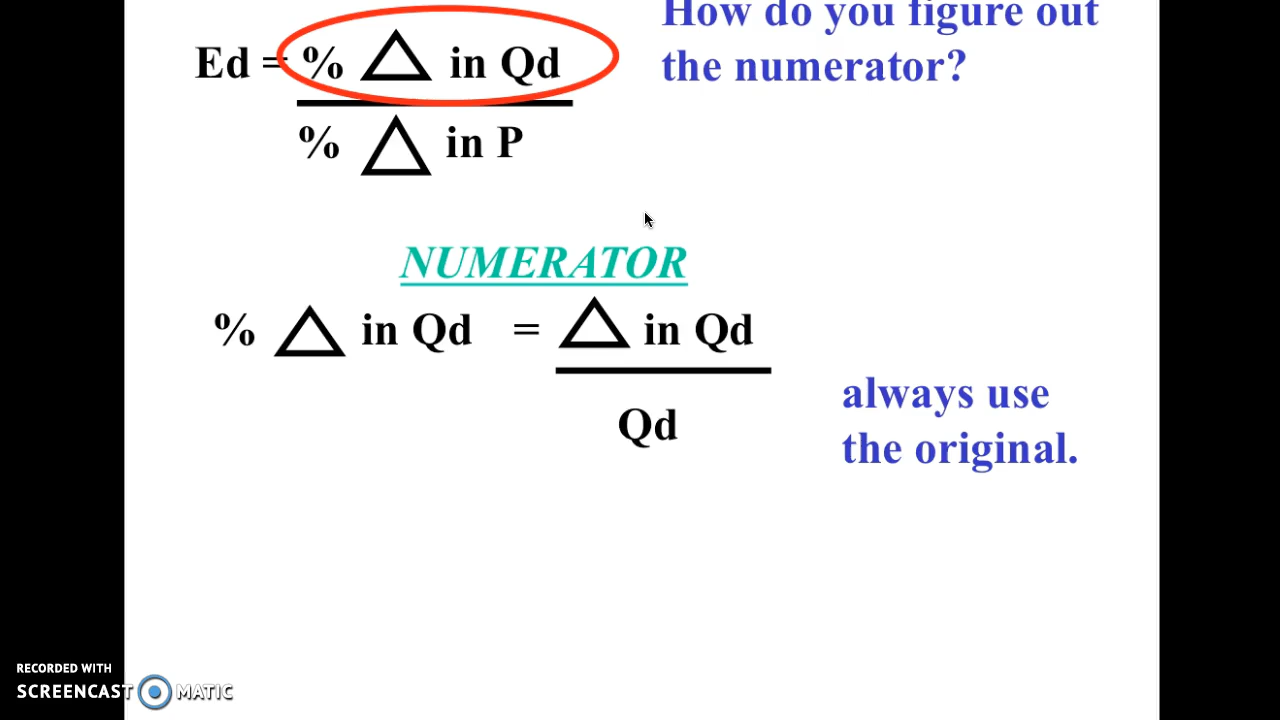 How do you figure out
the numerator?
Ed = % △ in Qd
% △ in P
NUMERATOR
% △ in Qd = △ in Qd
Qd
always use
the original.
RECORDED WITH
SCREENCAST MATIC